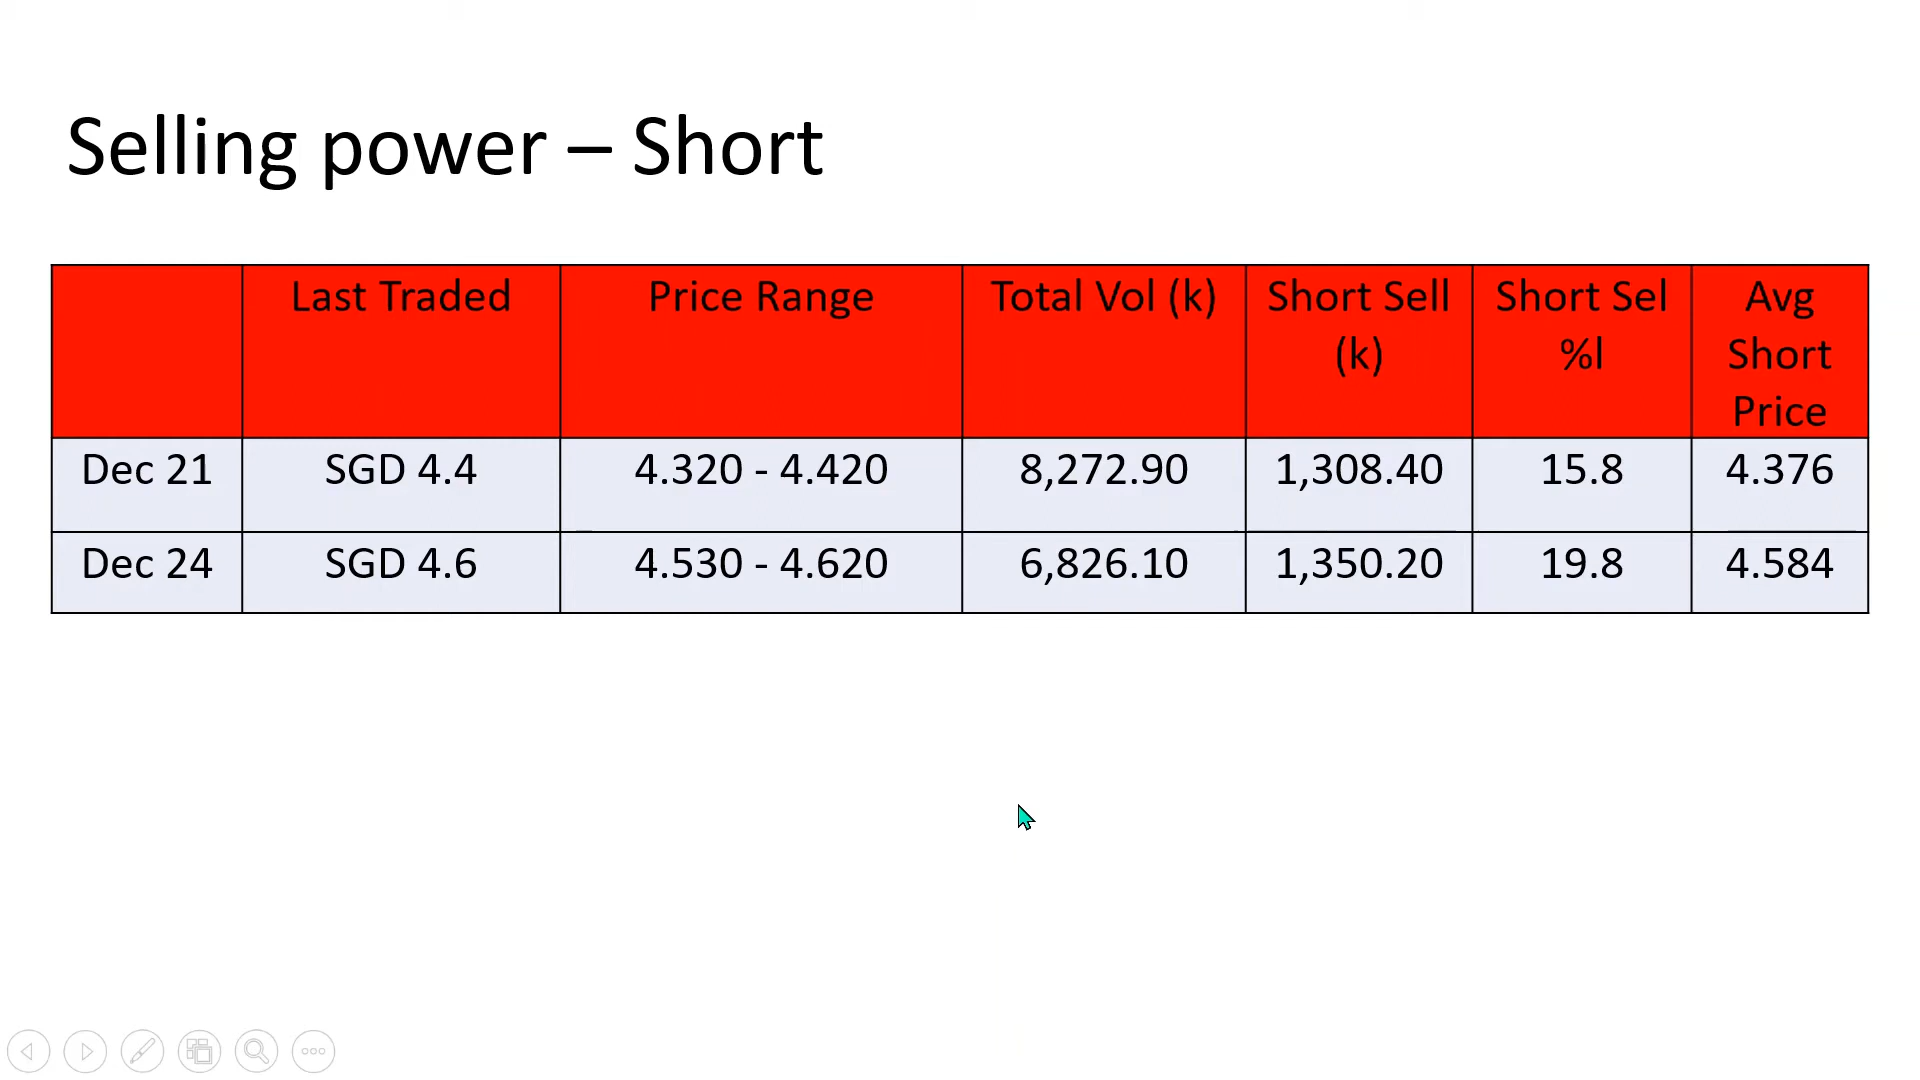 Selling power – Short
Last Traded Price Range Total Vol (k) Short Sell (k) Short Sel %l Avg Short Price
Dec 21 SGD 4.4 4.320 - 4.420 8,272.90 1,308.40 15.8 4.376
Dec 24 SGD 4.6 4.530 - 4.620 6,826.10 1,350.20 19.8 4.584